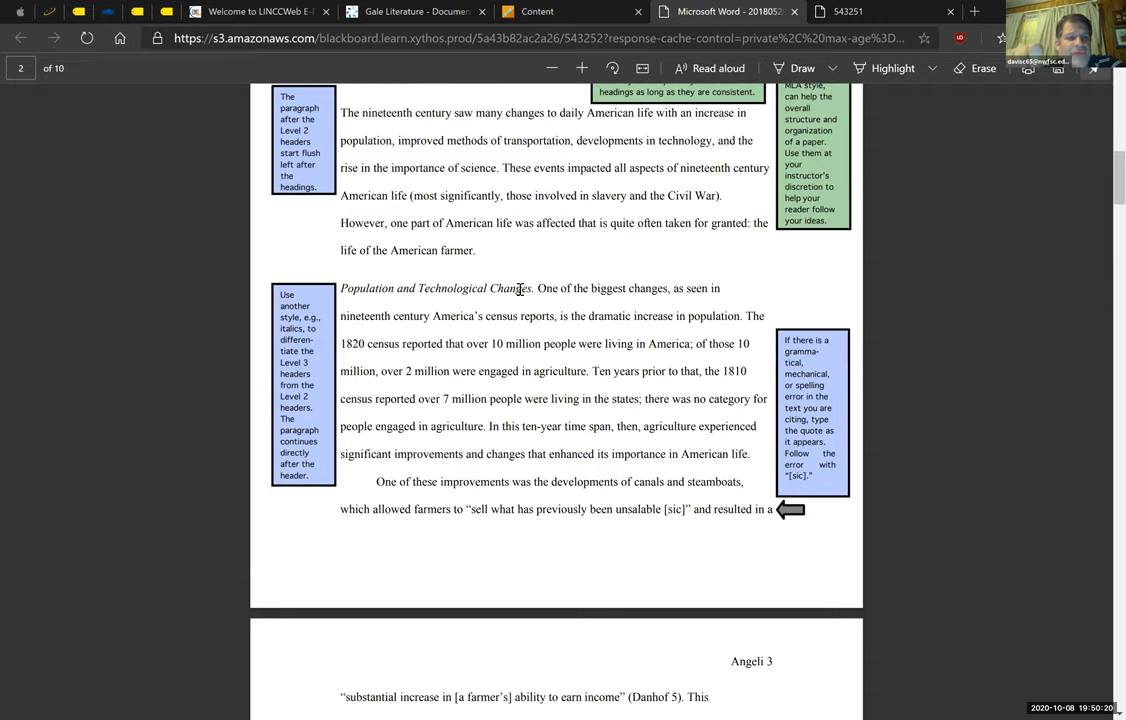 Welcome to LINCCWeb E-F
Gale Literature - Documen
Content
Microsoft Word - 2018052
543251
https://s3.amazonaws.com/blackboard.learn.xythos.prod/5a43b82ac2a26/543252?response-cache-control=private%2C%20max-age%3D...
davisc65@nwfsc.ed...
2 of 10
Read aloud
Draw
Highlight
Erase
The
paragraph
after the
Level 2
headers
start flush
left after
the
headings.
headings as long as they are consistent.
MLA style,
can help the
overall
structure and
organization
of a paper.
Use them at
your
instructor's
discretion to
help your
reader follow
your ideas.
The nineteenth century saw many changes to daily American life with an increase in
population, improved methods of transportation, developments in technology, and the
rise in the importance of science. These events impacted all aspects of nineteenth century
American life (most significantly, those involved in slavery and the Civil War).
However, one part of American life was affected that is quite often taken for granted: the
life of the American farmer.
Use
another
style, e.g.,
italics, to
differen-
tiate the
Level 3
headers
from the
Level 2
headers.
The
paragraph
continues
directly
after the
header.
Population and Technological Changes. One of the biggest changes, as seen in
nineteenth century America's census reports, is the dramatic increase in population. The
1820 census reported that over 10 million people were living in America; of those 10
million, over 2 million were engaged in agriculture. Ten years prior to that, the 1810
census reported over 7 million people were living in the states; there was no category for
people engaged in agriculture. In this ten-year time span, then, agriculture experienced
significant improvements and changes that enhanced its importance in American life.
One of these improvements was the developments of canals and steamboats,
which allowed farmers to “sell what has previously been unsalable [sic]” and resulted in a
If there is a
gramma-
tical,
mechanical,
or spelling
error in the
text you are
citing, type
the quote as
it appears.
Follow the
error with
“[sic].”
Angeli 3
“substantial increase in [a farmer's] ability to earn income” (Danhof 5). This
2020-10-08 19:50:20